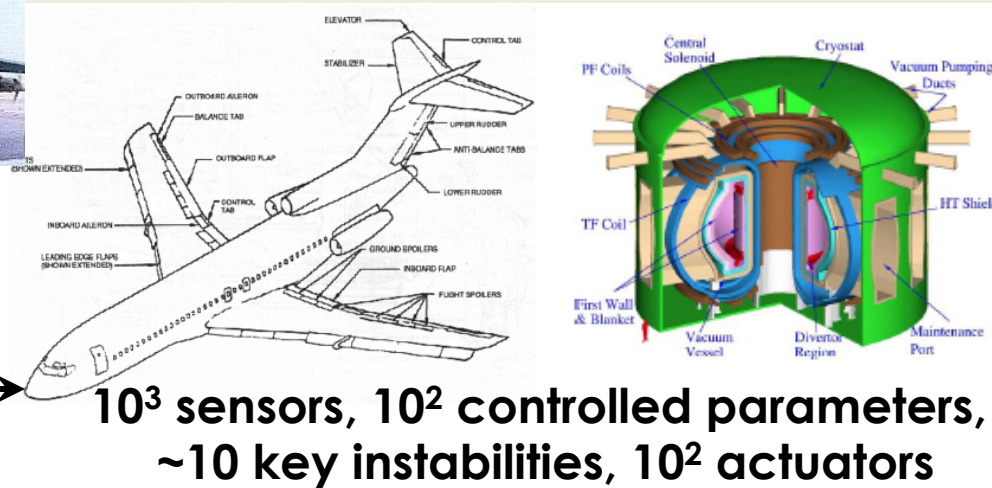 ELEVATOR
CONTROL TAB
STABILIZER
OUTBOARD AILERON
BALANCE TAB
UPPER RUDDER
ANTI-BALANCE TABS
OUTBOARD FLAP
(SHOWN EXTENDED)
LOWER RUDDER
CONTROL
TAB
INBOARD AILERON
GROUND SPOILERS
LEADING EDGE FLAPS
(SHOWN EXTENDED)
INBOARD FLAP
FLIGHT SPOILERS
Central
Solenoid
Cryostat
PF Coils
Vacuum Pumping
Ducts
TF Coil
HT Shield
First Wall
& Blanket
Vacuum
Vessel
Divertor
Region
Maintenance
Port
10³ sensors, 10² controlled parameters,
~10 key instabilities, 10² actuators